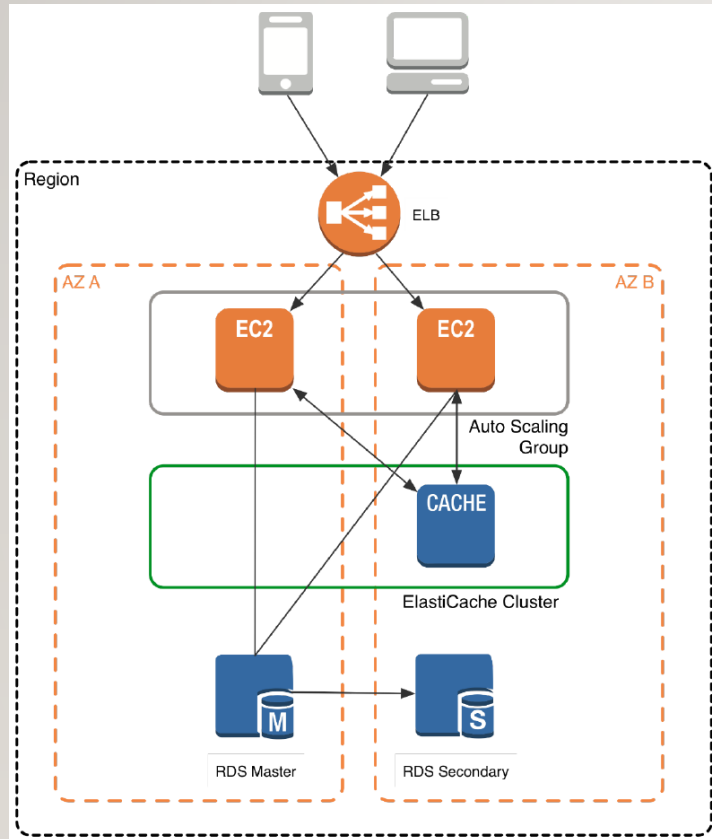 Region
ELB
AZ A
AZ B
EC2
EC2
Auto Scaling
Group
CACHE
ElastiCache Cluster
M
S
RDS Master
RDS Secondary